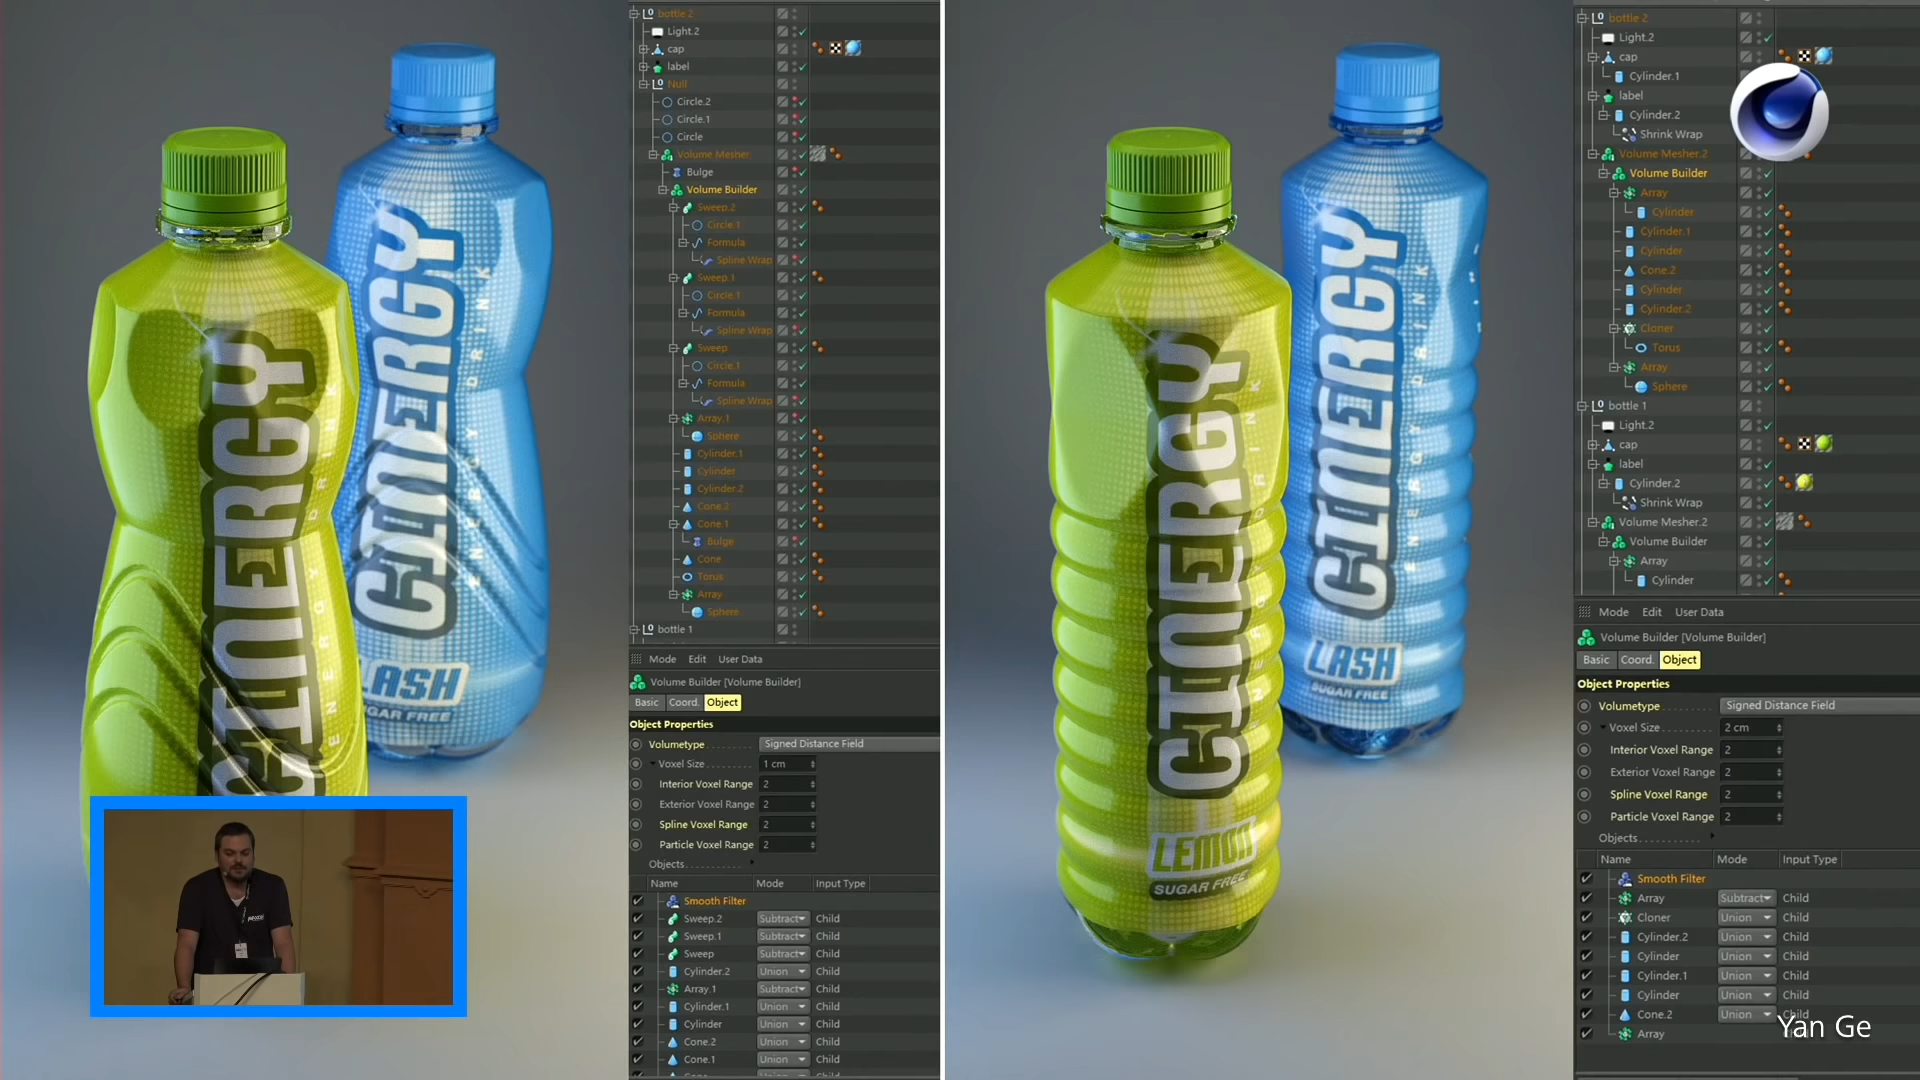 bottle 2
Light.2
cap
label
Null
Circle.2
Circle.1
Circle
Volume Mesher
Bulge
Volume Builder
Sweep.2
Circle.1
Formula
Spline Wrap
Sweep.1
Circle.1
Formula
Spline Wrap
Sweep
Circle.1
Formula
Spline Wrap
Array.1
Sphere
Cylinder.1
Cylinder
Cylinder.2
Cone.2
Cone.1
Bulge
Cone
Torus
Array
Sphere
bottle 1
Mode Edit User Data
Volume Builder [Volume Builder]
Basic Coord. Object
Object Properties
Volumetype Signed Distance Field
Voxel Size 1 cm
Interior Voxel Range 2
Exterior Voxel Range 2
Spline Voxel Range 2
Particle Voxel Range 2
Objects
Name Mode Input Type
Smooth Filter
Sweep.2 Subtract Child
Sweep.1 Subtract Child
Sweep Subtract Child
Cylinder.2 Union Child
Array.1 Subtract Child
Cylinder.1 Union Child
Cylinder Union Child
Cone.2 Union Child
Cone.1 Union Child
CINERGY
CINERGY
ENERGY DRINK
LASH
SUGAR FREE
CINERGY
LEMON
SUGAR FREE
CINERGY
ENERGY DRINK
LASH
SUGAR FREE
bottle 2
Light.2
cap
Cylinder.1
label
Cylinder.2
Shrink Wrap
Volume Mesher.2
Volume Builder
Array
Cylinder
Cylinder.1
Cylinder
Cone.2
Cylinder
Cylinder.2
Cloner
Torus
Array
Sphere
bottle 1
Light.2
cap
label
Cylinder.2
Shrink Wrap
Volume Mesher.2
Volume Builder
Array
Cylinder
Mode Edit User Data
Volume Builder [Volume Builder]
Basic Coord. Object
Object Properties
Volumetype Signed Distance Field
Voxel Size 2 cm
Interior Voxel Range 2
Exterior Voxel Range 2
Spline Voxel Range 2
Particle Voxel Range 2
Objects
Name Mode Input Type
Smooth Filter
Array Subtract Child
Cloner Union Child
Cylinder.2 Union Child
Cylinder Union Child
Cylinder.1 Union Child
Cylinder Union Child
Cone.2 Union Child
Array
Yan Ge